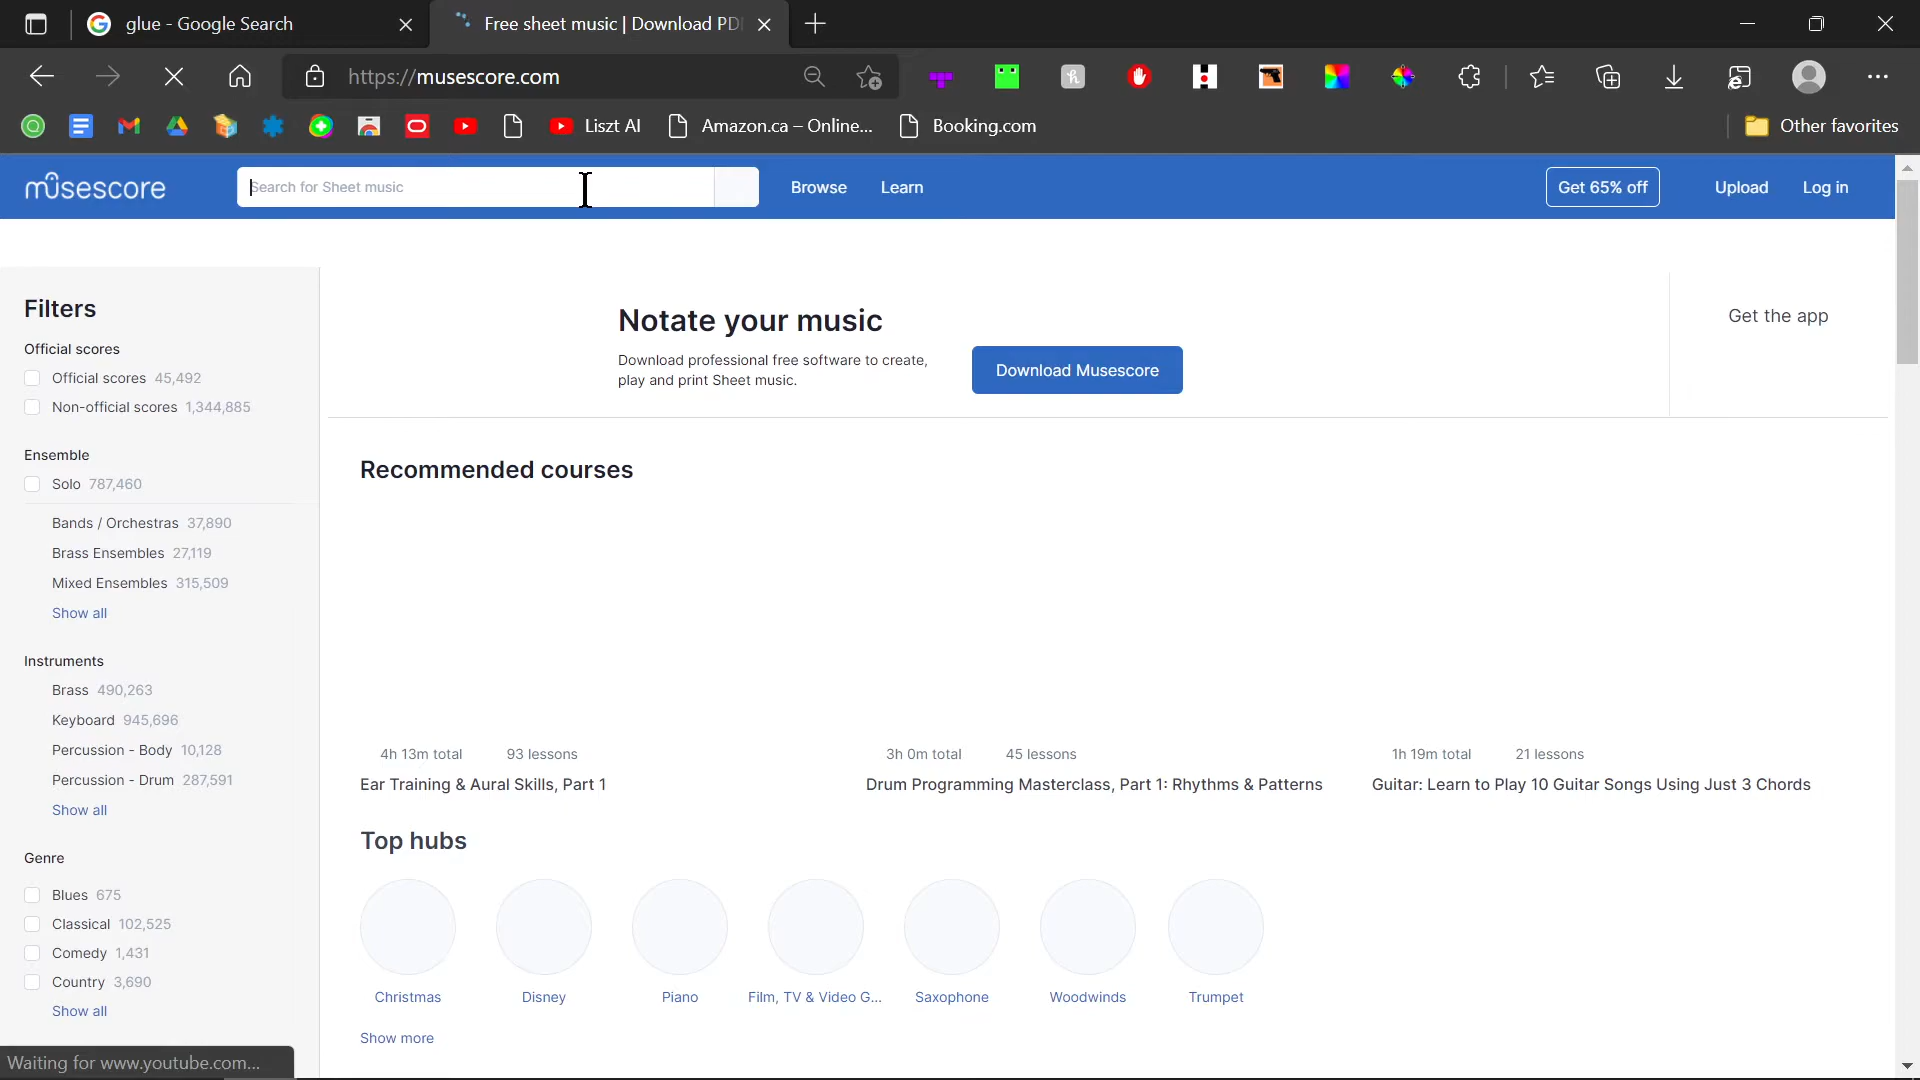 glue - Google Search
Free sheet music | Download PD
https://musescore.com
Liszt AI
Amazon.ca – Online...
Booking.com
Other favorites
musescore
Search for Sheet music
Browse
Learn
Get 65% off
Upload
Log in
Filters
Official scores
Official scores 45,492
Non-official scores 1,344,885
Ensemble
Solo 787,460
Bands / Orchestras 37,890
Brass Ensembles 27,119
Mixed Ensembles 315,509
Show all
Instruments
Brass 490,263
Keyboard 945,696
Percussion - Body 10,128
Percussion - Drum 287,591
Show all
Genre
Blues 675
Classical 102,525
Comedy 1,431
Country 3,690
Show all
Notate your music
Download professional free software to create,
play and print Sheet music.
Download Musescore
Get the app
Recommended courses
4h 13m total 93 lessons
Ear Training & Aural Skills, Part 1
3h 0m total 45 lessons
Drum Programming Masterclass, Part 1: Rhythms & Patterns
1h 19m total 21 lessons
Guitar: Learn to Play 10 Guitar Songs Using Just 3 Chords
Top hubs
Christmas
Disney
Piano
Film, TV & Video G...
Saxophone
Woodwinds
Trumpet
Show more
Waiting for www.youtube.com...